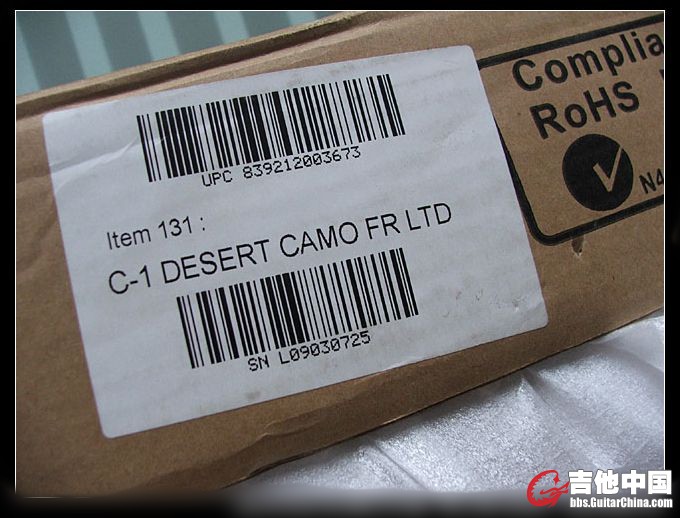 UPC 839212003673
Item 131 :
C-1 DESERT CAMO FR LTD
SN L09030725
Complia
RoHS
N4
吉他中国
bbs.GuitarChina.com